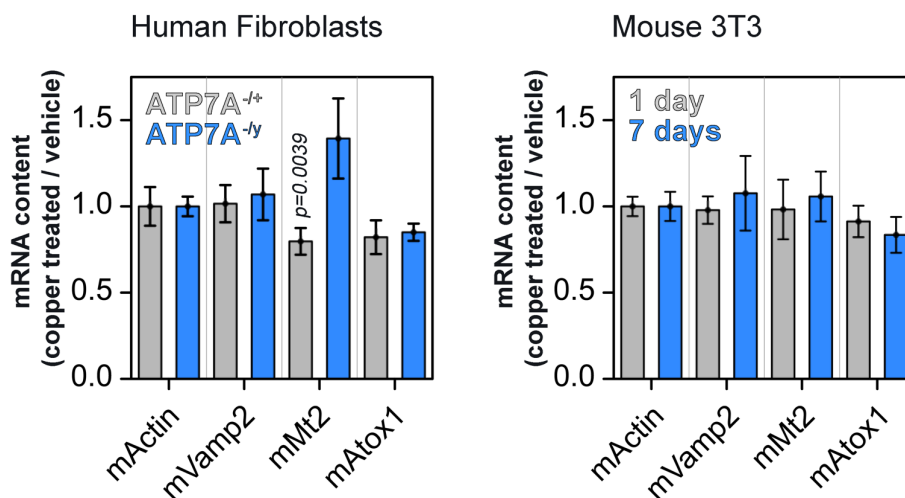 Human Fibroblasts
mRNA content
(copper treated / vehicle)
1.5
1.0
0.5
0.0
ATP7A-/+
ATP7A-/y
p=0.0039
mActin
mVamp2
mMt2
mAtox1
Mouse 3T3
mRNA content
(copper treated / vehicle)
1.5
1.0
0.5
0.0
1 day
7 days
mActin
mVamp2
mMt2
mAtox1